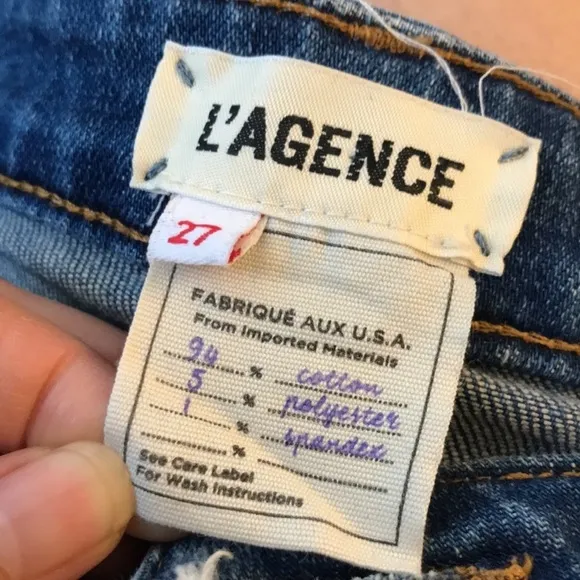 L'AGENCE
27
FABRIQUÉ AUX U.S.A.
From Imported Materials
94 % cotton
5 % polyester
1 % spandex
%
See Care Label
For Wash Instructions